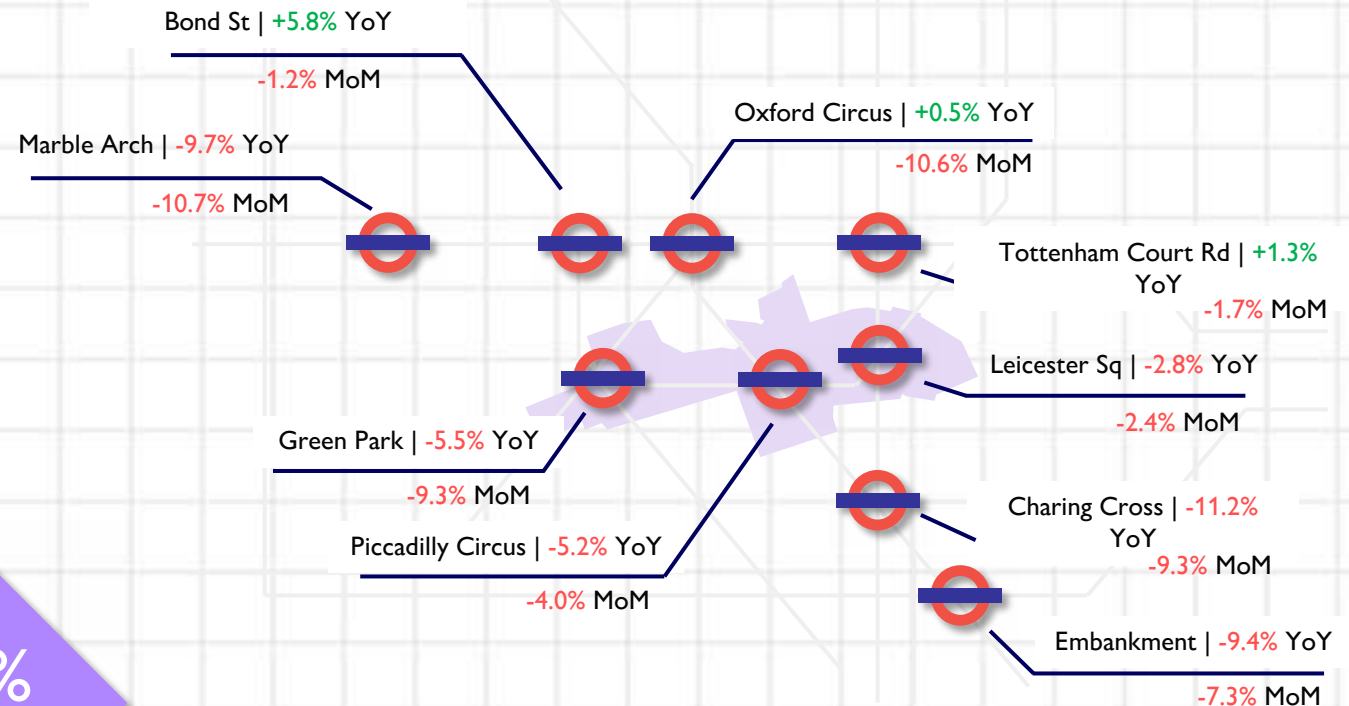 Bond St | +5.8% YoY
-1.2% MoM
Oxford Circus | +0.5% YoY
-10.6% MoM
Marble Arch | -9.7% YoY
-10.7% MoM
Tottenham Court Rd | +1.3%
YoY
-1.7% MoM
Leicester Sq | -2.8% YoY
-2.4% MoM
Green Park | -5.5% YoY
-9.3% MoM
Piccadilly Circus | -5.2% YoY
-4.0% MoM
Charing Cross | -11.2%
YoY
-9.3% MoM
Embankment | -9.4% YoY
-7.3% MoM
%